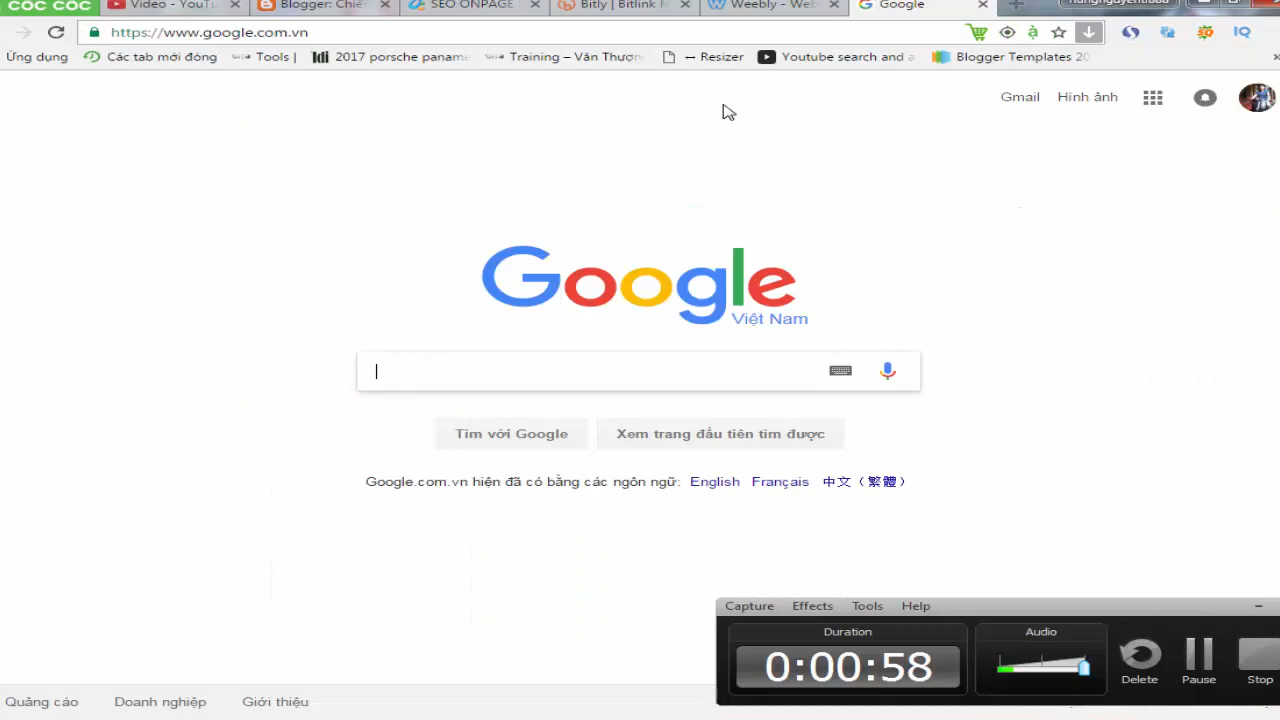 CỐC CỐC Video - YouTu Blogger: Chiế SEO ONPAGE Bitly | Bitlink M Weebly - Web Google
https://www.google.com.vn
Ứng dụng Các tab mới đóng Tools | 2017 porsche paname Training – Văn Thượn -- Resizer Youtube search and a Blogger Templates 20
Gmail Hình ảnh
Google
Việt Nam
Tìm với Google Xem trang đầu tiên tìm được
Google.com.vn hiện đã có bằng các ngôn ngữ: English Français 中文（繁體）
Capture Effects Tools Help
Duration Audio
0:00:58
Delete Pause Stop
Quảng cáo Doanh nghiệp Giới thiệu